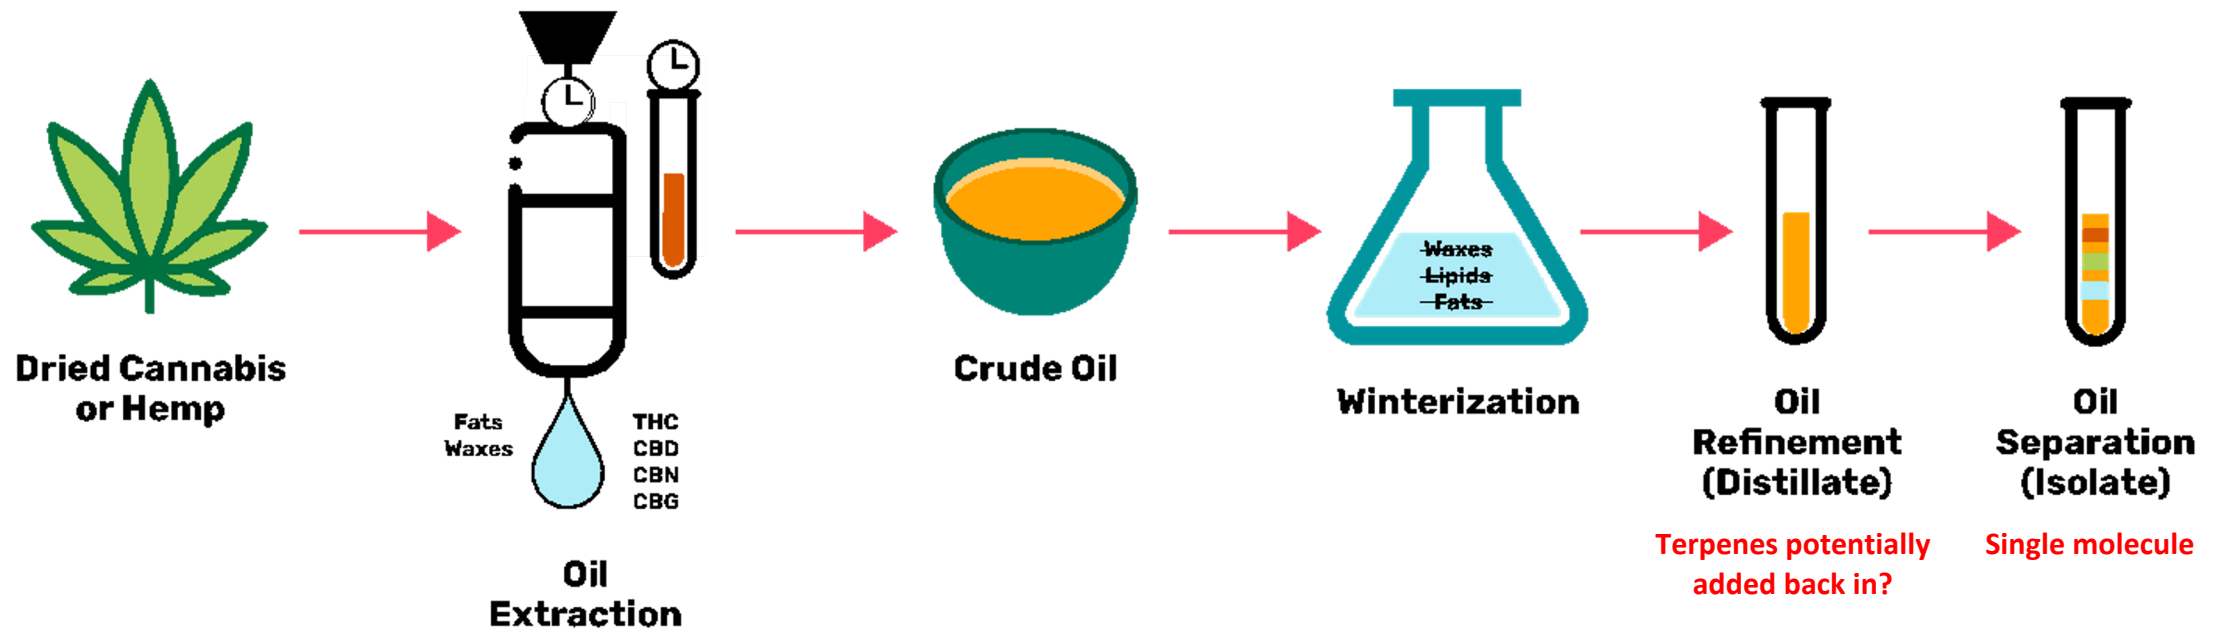 Dried Cannabis
or Hemp
Fats
Waxes
THC
CBD
CBN
CBG
Oil
Extraction
Crude Oil
Waxes
Lipids
Fats
Winterization
Oil
Refinement
(Distillate)
Terpenes potentially
added back in?
Oil
Separation
(Isolate)
Single molecule